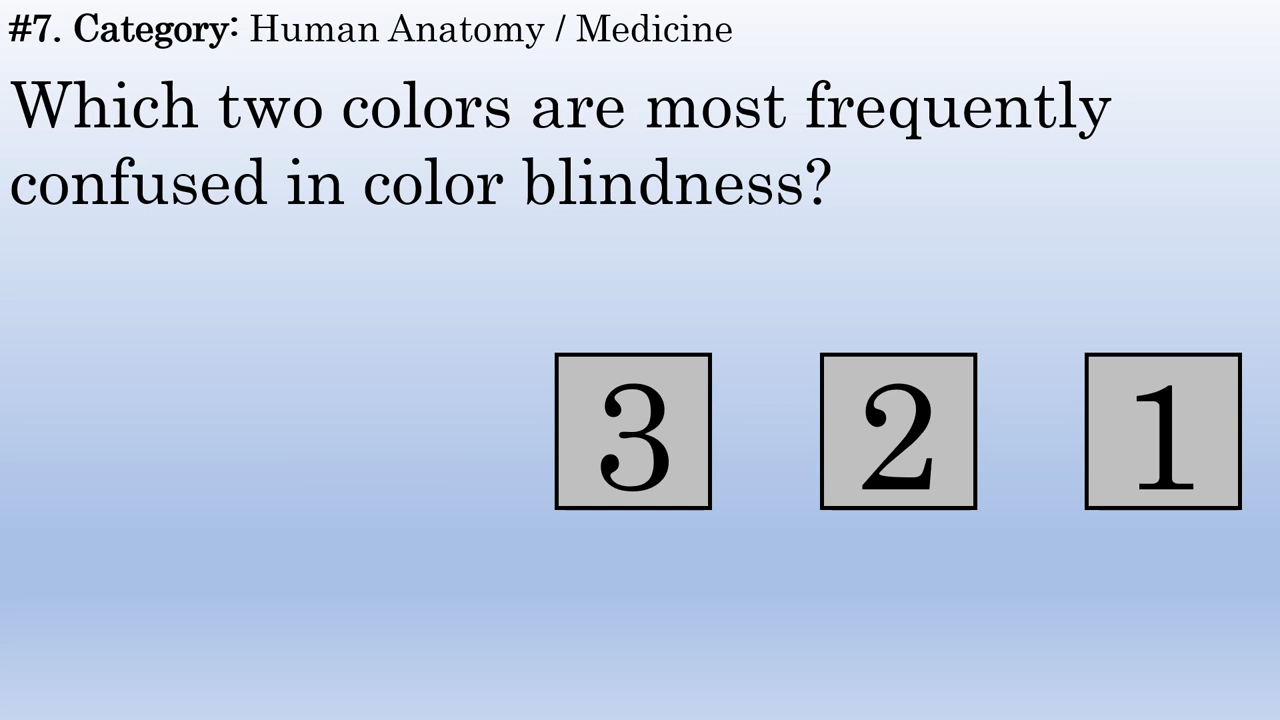 #7. Category: Human Anatomy / Medicine
Which two colors are most frequently
confused in color blindness?
3 2 1